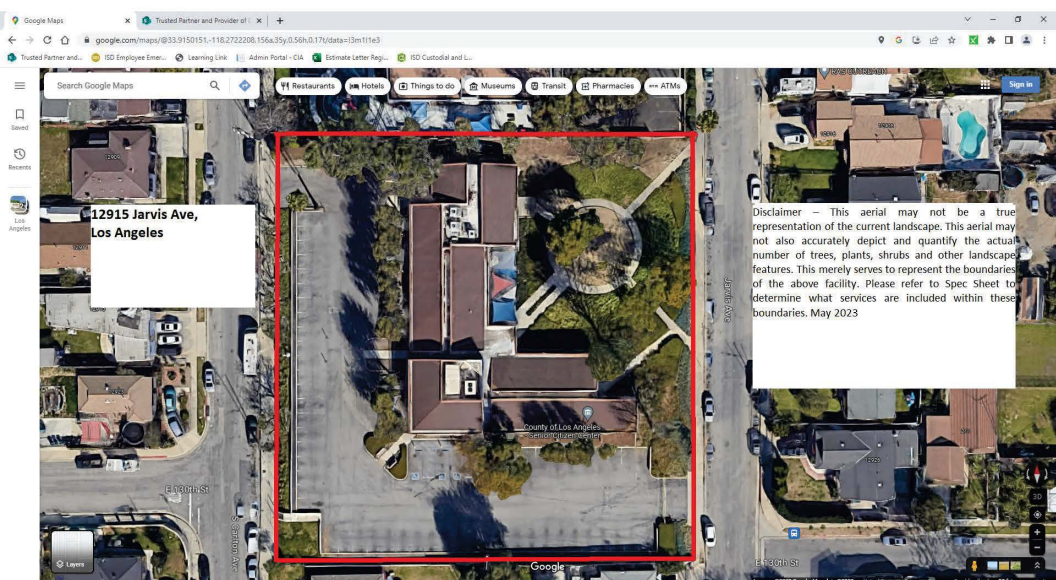 Google Maps
Trusted Partner and Provider of
google.com/maps/@33.9150151,-118.2722208,156a,35y,0.56h,0.17t/data=!3m1!1e3
Trusted Partner and...
ISD Employee Emer...
Learning Link
Admin Portal - CIA
Estimate Letter Regi...
ISD Custodial and L...
Search Google Maps
Restaurants
Hotels
Things to do
Museums
Transit
Pharmacies
ATMs
Sign in
Saved
Recents
Los
Angeles
12909
12915 Jarvis Ave,
Los Angeles
Disclaimer – This aerial may not be a true
representation of the current landscape. This aerial may
not also accurately depict and quantify the actual
number of trees, plants, shrubs and other landscape
features. This merely serves to represent the boundaries
of the above facility. Please refer to Spec Sheet to
determine what services are included within these
boundaries. May 2023
Jarvis Ave
County of Los Angeles
- Senior Citizen Center
E 130th St
S Carlton Ave
12926
E 130th St
3D
Layers
Google